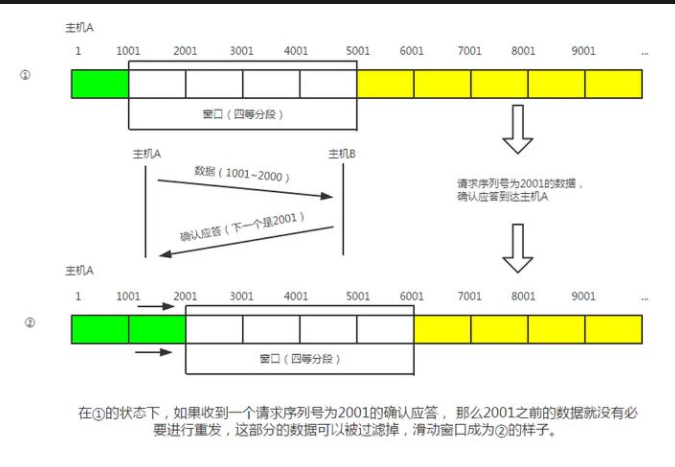 主机A
1 1001 2001 3001 4001 5001 6001 7001 8001 9001 ...
①
窗口（四等分段）
主机A 主机B
数据（1001~2000）
请求序列号为2001的数据，
确认应答到达主机A
确认应答（下一个是2001）
主机A
1 1001 2001 3001 4001 5001 6001 7001 8001 9001 ...
②
窗口（四等分段）
在①的状态下，如果收到一个请求序列号为2001的确认应答， 那么2001之前的数据就没有必
要进行重发，这部分的数据可以被过滤掉，滑动窗口成为②的样子。